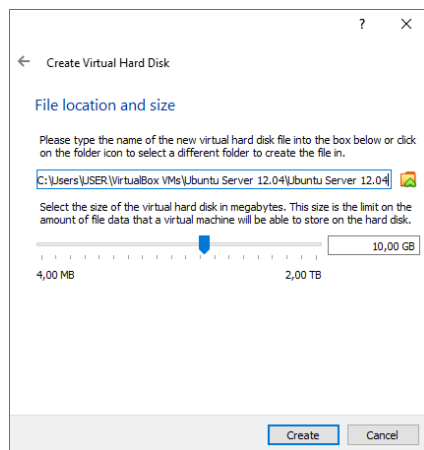 ?
Create Virtual Hard Disk
File location and size
Please type the name of the new virtual hard disk file into the box below or click
on the folder icon to select a different folder to create the file in.
C:\Users\USER\VirtualBox VMs\Ubuntu Server 12.04\Ubuntu Server 12.04
Select the size of the virtual hard disk in megabytes. This size is the limit on the
amount of file data that a virtual machine will be able to store on the hard disk.
10,00 GB
4,00 MB 2,00 TB
Create Cancel